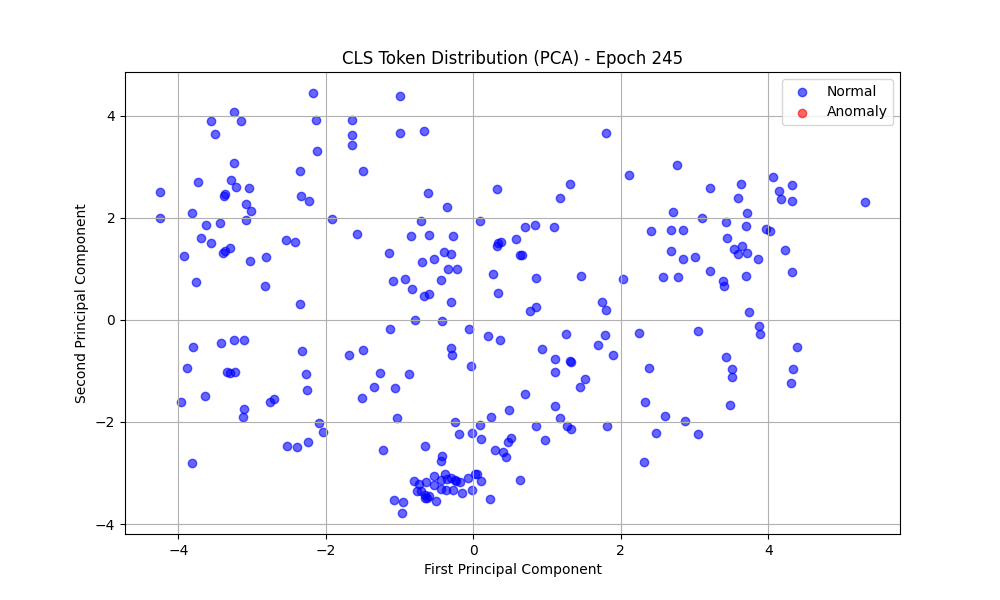 CLS Token Distribution (PCA) - Epoch 245
Normal
Anomaly
Second Principal Component
4
2
0
−2
−4
−4
−2
0
2
4
First Principal Component